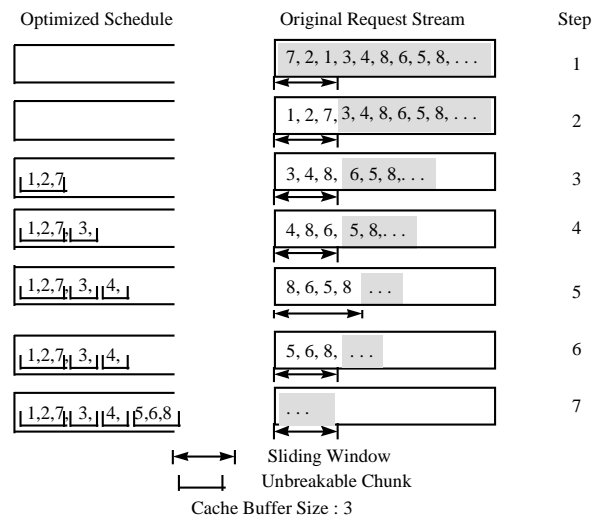 Optimized Schedule Original Request Stream Step
7, 2, 1, 3, 4, 8, 6, 5, 8, . . . 1
1, 2, 7, 3, 4, 8, 6, 5, 8, . . . 2
1,2,7 3, 4, 8, 6, 5, 8,. . . 3
1,2,7, 3, 4, 8, 6, 5, 8,. . . 4
1,2,7, 3, 4, 8, 6, 5, 8 . . . 5
1,2,7, 3, 4, 5, 6, 8, . . . 6
1,2,7, 3, 4, 5,6,8 . . . 7
Sliding Window
Unbreakable Chunk
Cache Buffer Size : 3